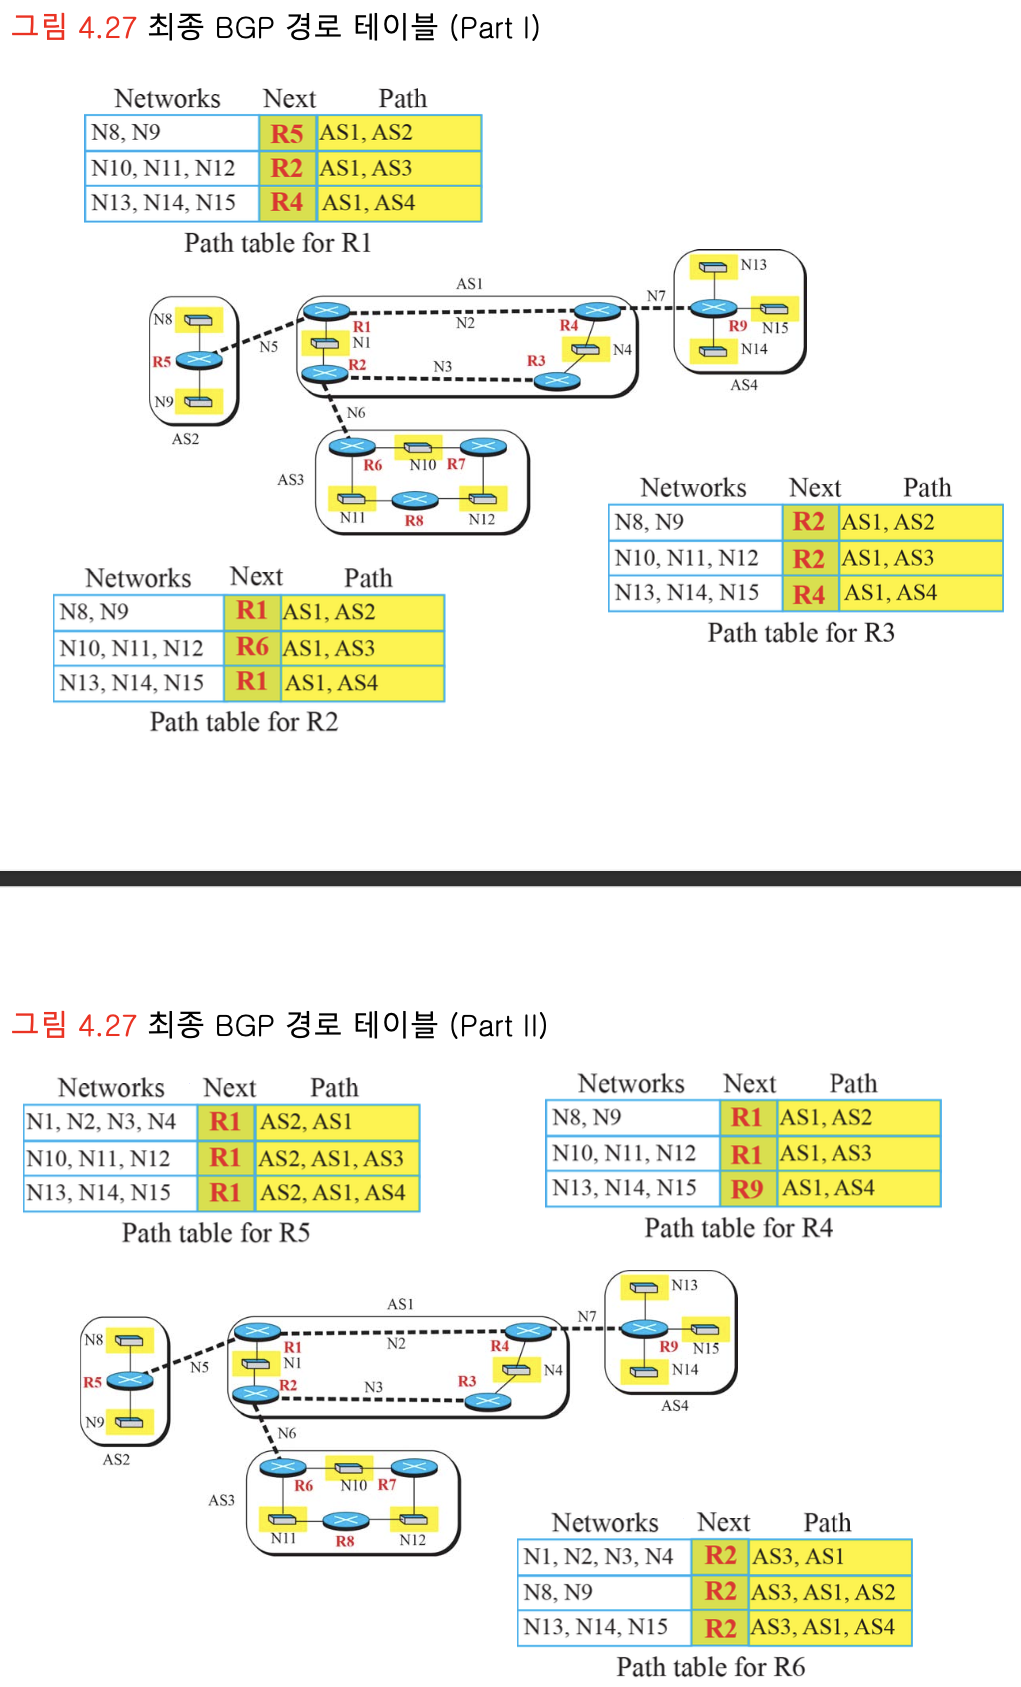 그림 4.27 최종 BGP 경로 테이블 (Part I)
Networks Next Path
N8, N9 R5 AS1, AS2
N10, N11, N12 R2 AS1, AS3
N13, N14, N15 R4 AS1, AS4
Path table for R1
AS1
N13
N7
N8
N2
R1
R4
R9
N15
N5
N1
R5
R2
R3
N4
N14
N3
AS4
N9
N6
AS2
R6
N10
R7
AS3
N11
R8
N12
Networks Next Path
N8, N9 R2 AS1, AS2
N10, N11, N12 R2 AS1, AS3
N13, N14, N15 R4 AS1, AS4
Path table for R3
Networks Next Path
N8, N9 R1 AS1, AS2
N10, N11, N12 R6 AS1, AS3
N13, N14, N15 R1 AS1, AS4
Path table for R2
그림 4.27 최종 BGP 경로 테이블 (Part II)
Networks Next Path
N1, N2, N3, N4 R1 AS2, AS1
N10, N11, N12 R1 AS2, AS1, AS3
N13, N14, N15 R1 AS2, AS1, AS4
Path table for R5
Networks Next Path
N8, N9 R1 AS1, AS2
N10, N11, N12 R1 AS1, AS3
N13, N14, N15 R9 AS1, AS4
Path table for R4
AS1
N13
N7
N8
N2
R1
R4
R9
N15
N5
N1
R5
R2
R3
N4
N14
N3
AS4
N9
N6
AS2
R6
N10
R7
AS3
N11
R8
N12
Networks Next Path
N1, N2, N3, N4 R2 AS3, AS1
N8, N9 R2 AS3, AS1, AS2
N13, N14, N15 R2 AS3, AS1, AS4
Path table for R6